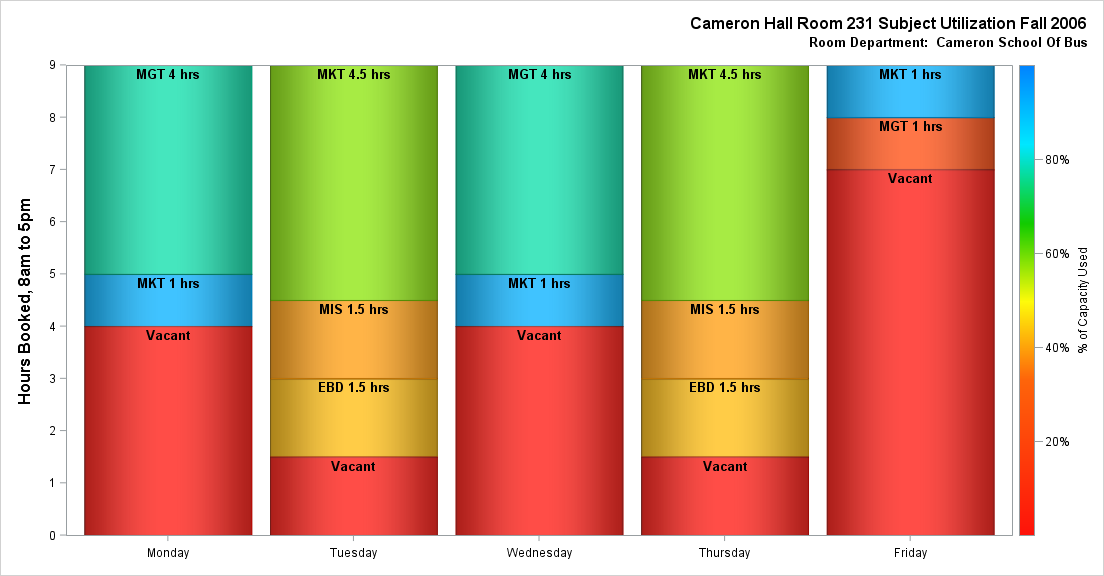 Cameron Hall Room 231 Subject Utilization Fall 2006
Room Department: Cameron School Of Bus
Hours Booked, 8am to 5pm
9
8
7
6
5
4
3
2
1
0
MGT 4 hrs
MKT 1 hrs
Vacant
MKT 4.5 hrs
MIS 1.5 hrs
EBD 1.5 hrs
Vacant
MGT 4 hrs
MKT 1 hrs
Vacant
MKT 4.5 hrs
MIS 1.5 hrs
EBD 1.5 hrs
Vacant
MKT 1 hrs
MGT 1 hrs
Vacant
Monday
Tuesday
Wednesday
Thursday
Friday
80%
60%
40%
20%
% of Capacity Used